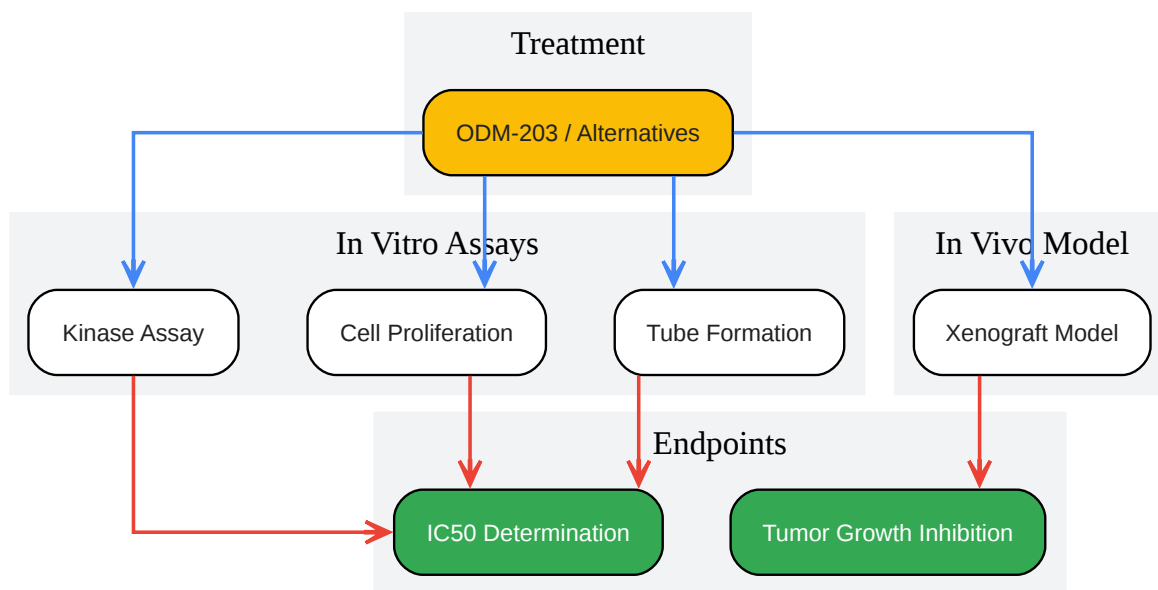 Treatment
ODM-203 / Alternatives
In Vitro Assays
In Vivo Model
Kinase Assay
Cell Proliferation
Tube Formation
Xenograft Model
Endpoints
IC50 Determination
Tumor Growth Inhibition